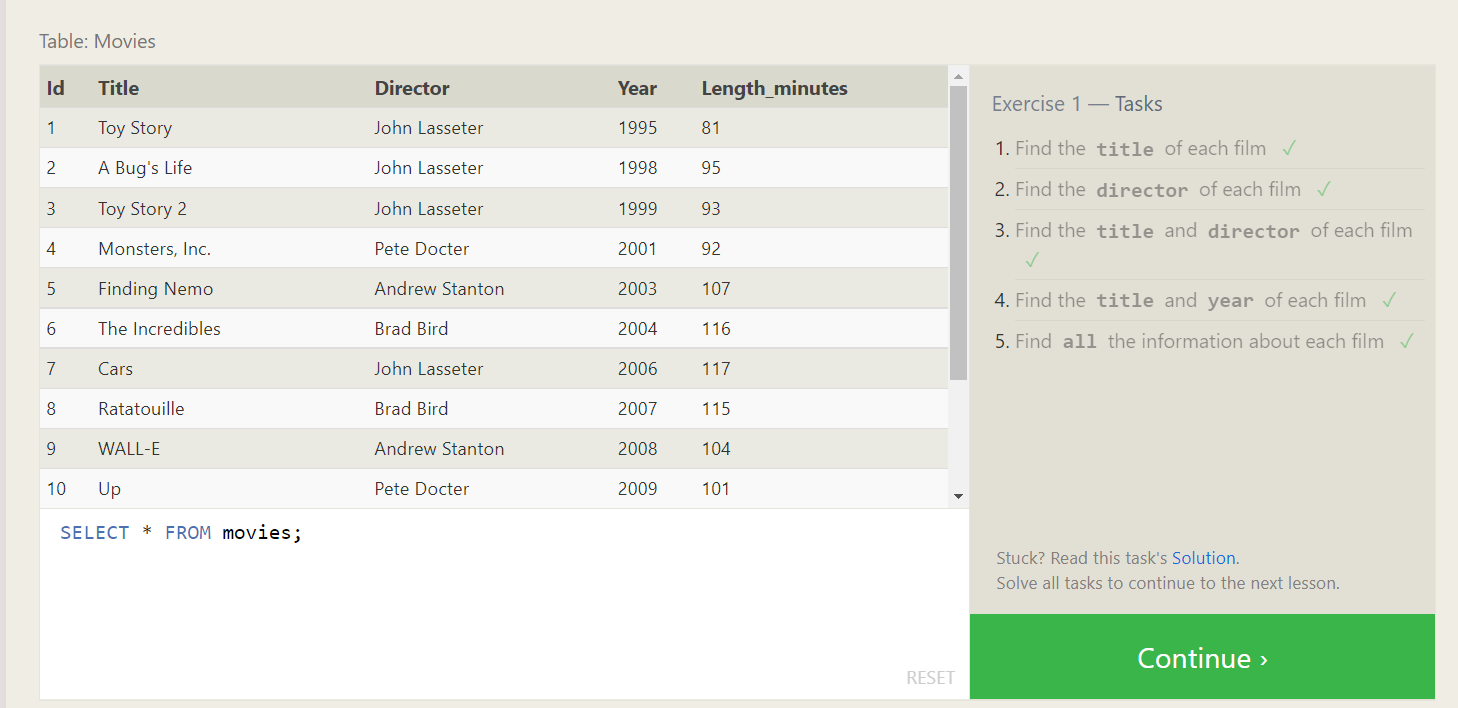 Table: Movies
Id Title Director Year Length_minutes
1 Toy Story John Lasseter 1995 81
2 A Bug's Life John Lasseter 1998 95
3 Toy Story 2 John Lasseter 1999 93
4 Monsters, Inc. Pete Docter 2001 92
5 Finding Nemo Andrew Stanton 2003 107
6 The Incredibles Brad Bird 2004 116
7 Cars John Lasseter 2006 117
8 Ratatouille Brad Bird 2007 115
9 WALL-E Andrew Stanton 2008 104
10 Up Pete Docter 2009 101
SELECT * FROM movies;
RESET
Exercise 1 — Tasks
1. Find the title of each film ✓
2. Find the director of each film ✓
3. Find the title and director of each film
✓
4. Find the title and year of each film ✓
5. Find all the information about each film ✓
Stuck? Read this task's Solution.
Solve all tasks to continue to the next lesson.
Continue ›